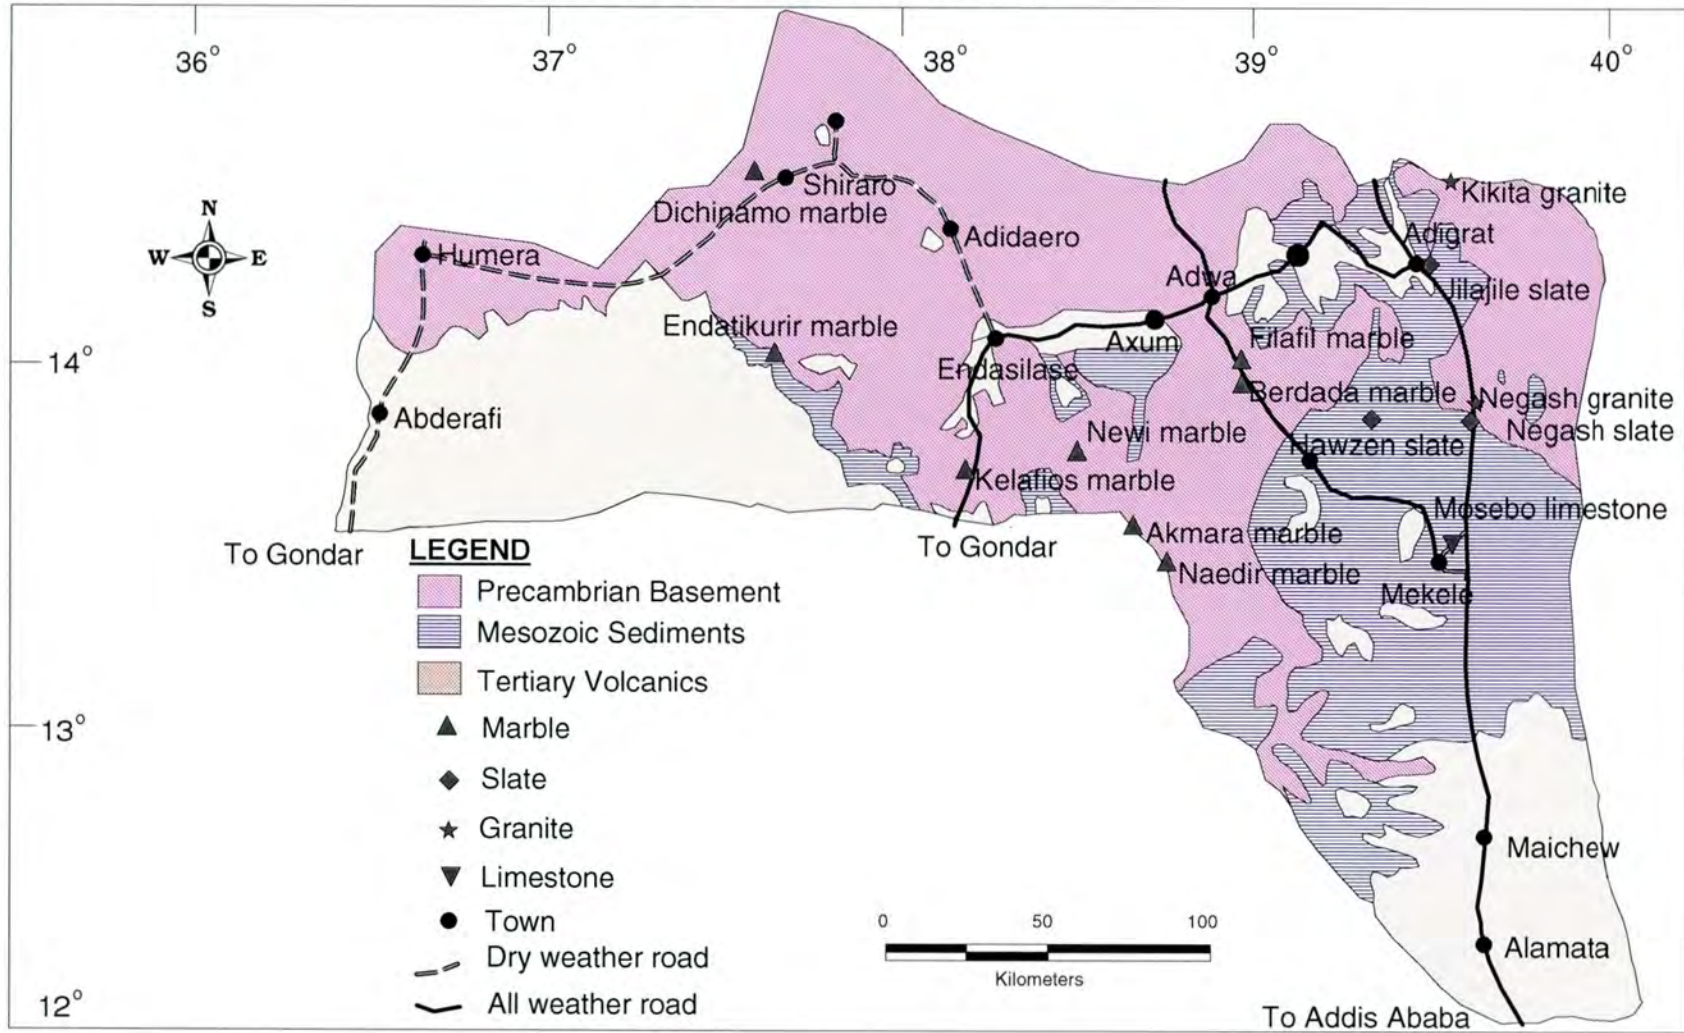 36°
37°
38°
39°
40°
N
W
E
S
14°
13°
12°
Kikita granite
Shiraro
Dichinamo marble
Humera
Adidaero
Adigrat
Adwa
Jilajile slate
Endatikurir marble
Filafil marble
Axum
Endasilase
Berdada marble
Abderafi
Negash granite
Newi marble
Negash slate
Hawzen slate
Kelafios marble
Mosebo limestone
Akmara marble
To Gondar
To Gondar
Naedir marble
Mekele
LEGEND
Precambrian Basement
Mesozoic Sediments
Tertiary Volcanics
Marble
Slate
Granite
Limestone
Town
Dry weather road
All weather road
Maichew
Alamata
0 50 100
Kilometers
To Addis Ababa